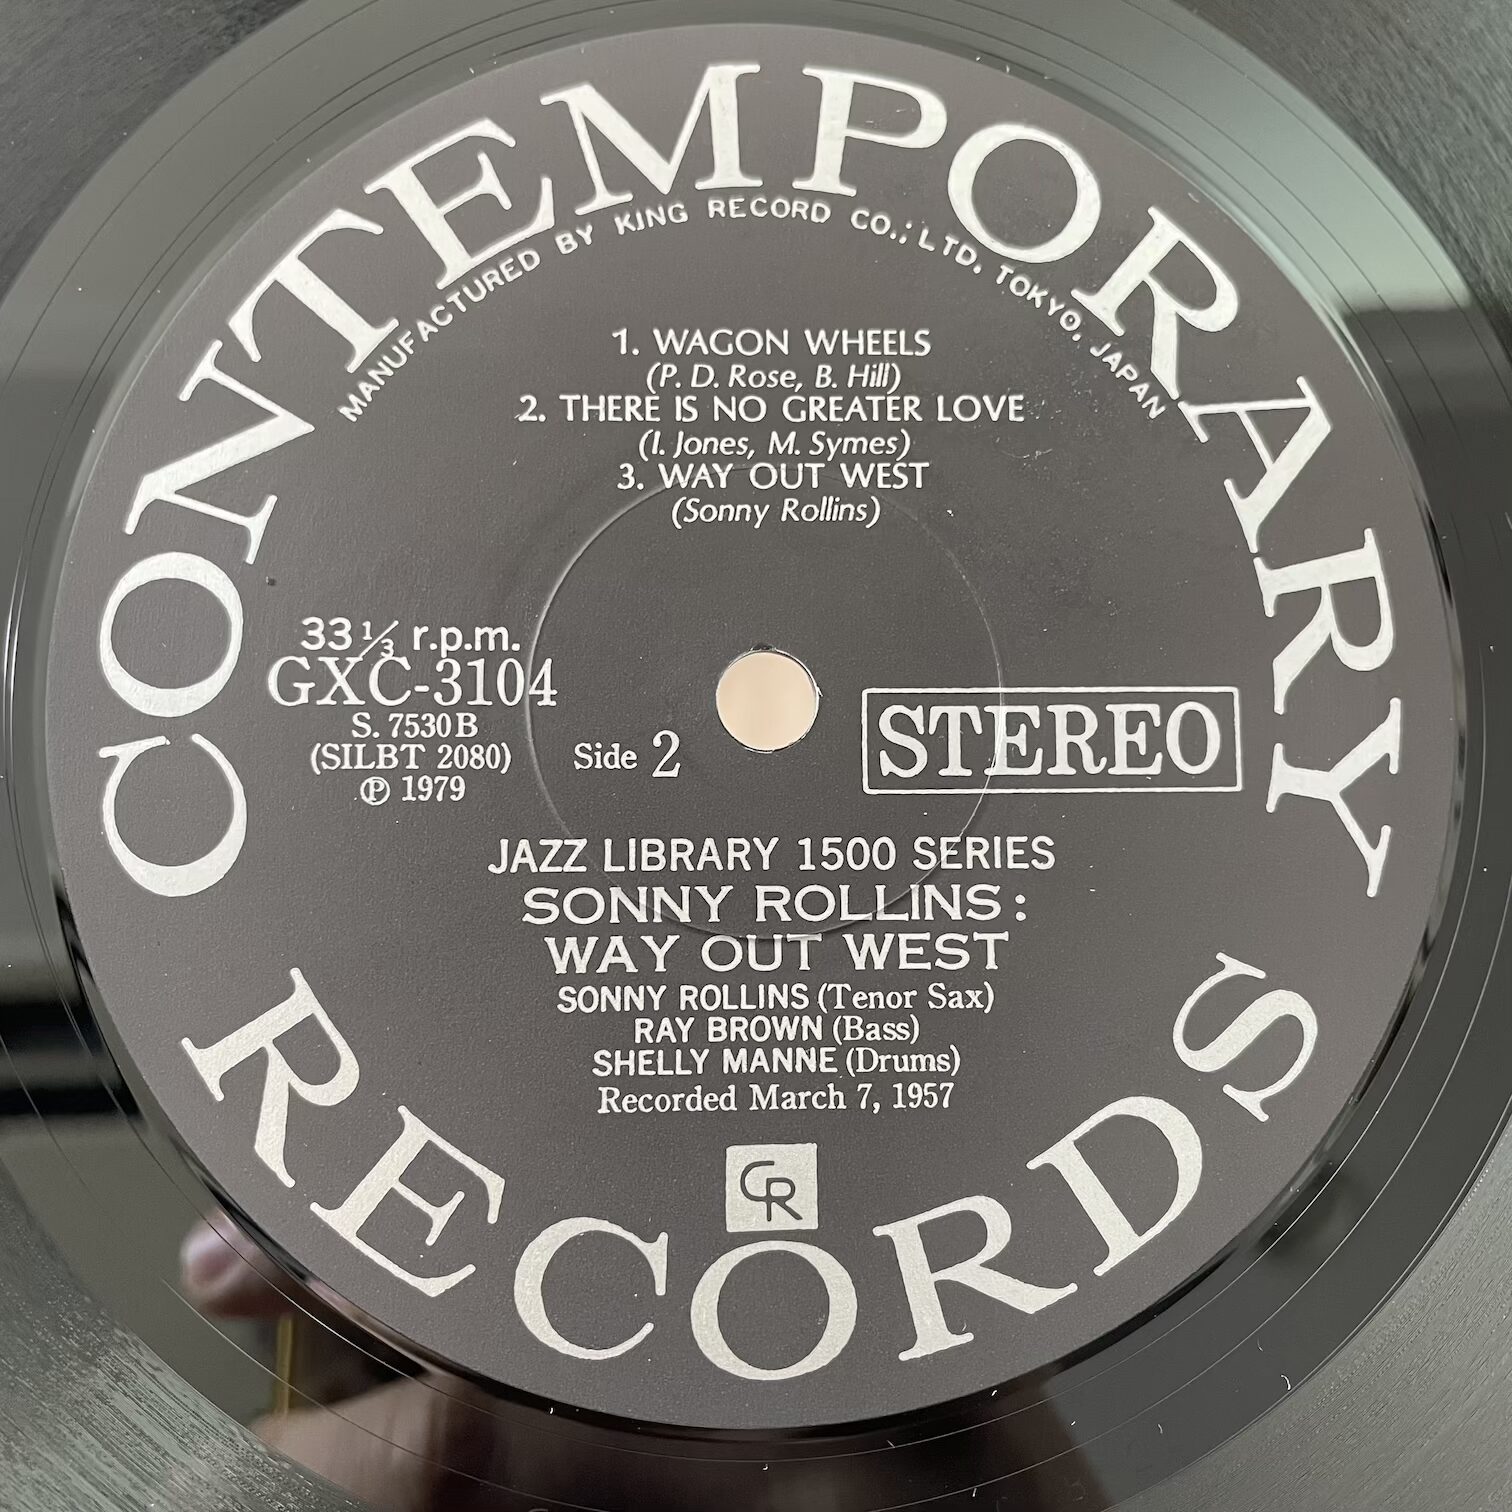 CONTEMPORARY
MANUFACTURED BY KING RECORD CO., LTD. TOKYO, JAPAN
1. WAGON WHEELS
(P. D. Rose, B. Hill)
2. THERE IS NO GREATER LOVE
(I. Jones, M. Symes)
3. WAY OUT WEST
(Sonny Rollins)
33 1/3 r.p.m.
GXC-3104
S. 7530B
(SILBT 2080)
Ⓟ 1979
Side 2
STEREO
JAZZ LIBRARY 1500 SERIES
SONNY ROLLINS:
WAY OUT WEST
SONNY ROLLINS (Tenor Sax)
RAY BROWN (Bass)
SHELLY MANNE (Drums)
Recorded March 7, 1957
CR
RECORDS